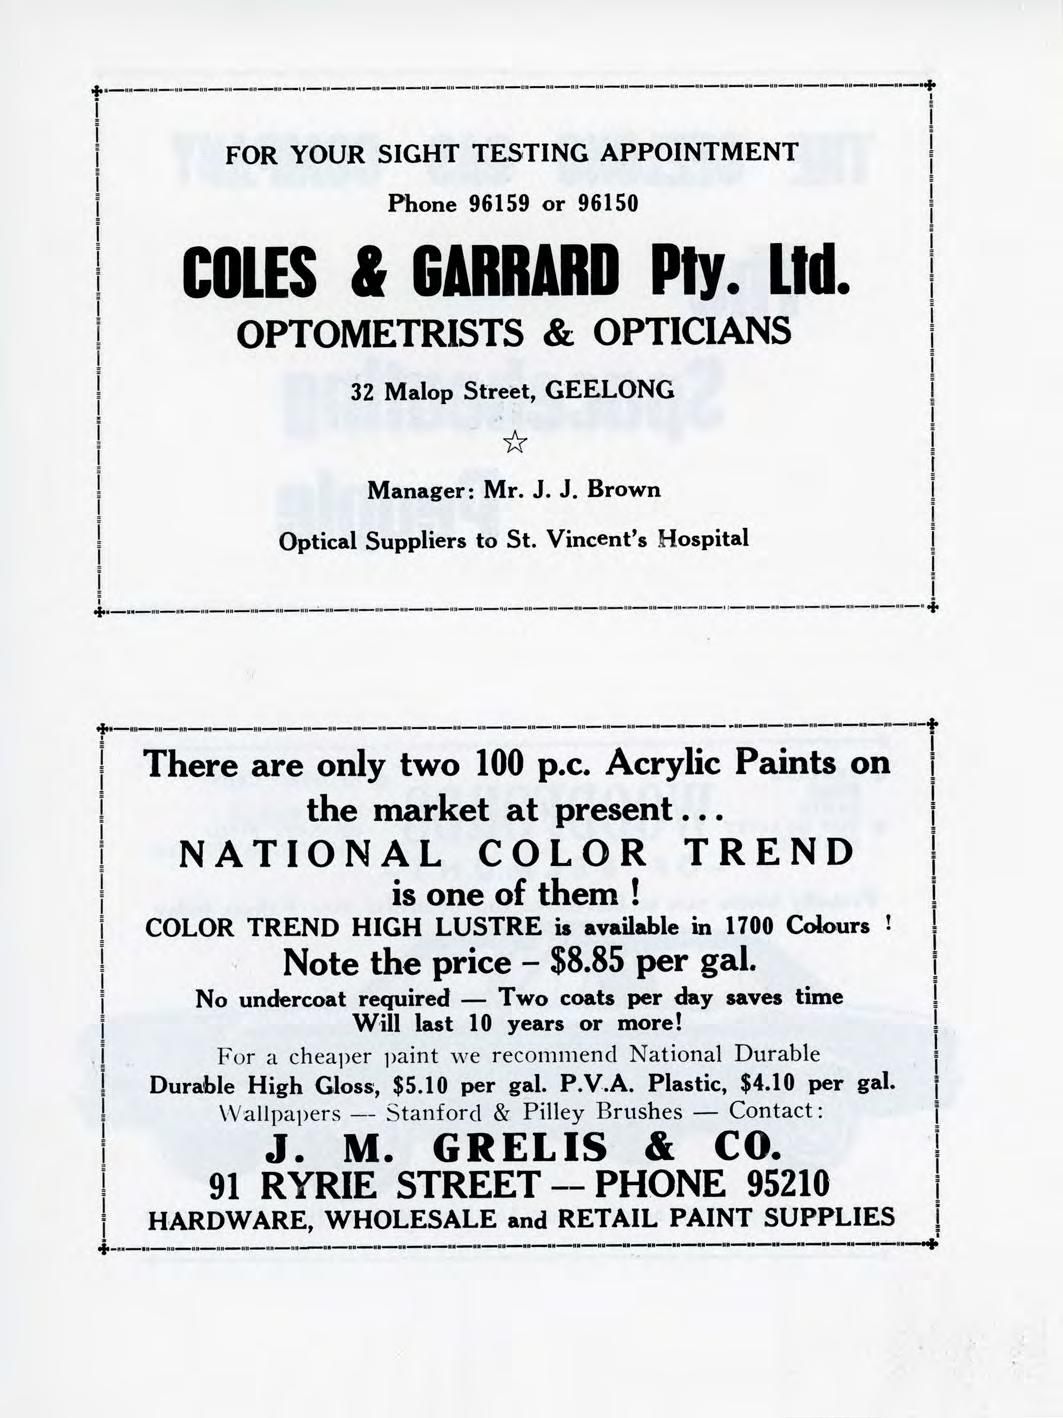 FOR YOUR SIGHT TESTING APPOINTMENT
Phone 96159 or 96150
COLES & GARRARD Pty. Ltd.
OPTOMETRISTS & OPTICIANS
32 Malop Street, GEELONG
☆
Manager: Mr. J. J. Brown
Optical Suppliers to St. Vincent's Hospital
There are only two 100 p.c. Acrylic Paints on
the market at present...
NATIONAL COLOR TREND
is one of them !
COLOR TREND HIGH LUSTRE is available in 1700 Colours !
Note the price – $8.85 per gal.
No undercoat required — Two coats per day saves time
Will last 10 years or more!
For a cheaper paint we recommend National Durable
Durable High Gloss, $5.10 per gal. P.V.A. Plastic, $4.10 per gal.
Wallpapers — Stanford & Pilley Brushes — Contact:
J. M. GRELIS & CO.
91 RYRIE STREET — PHONE 95210
HARDWARE, WHOLESALE and RETAIL PAINT SUPPLIES